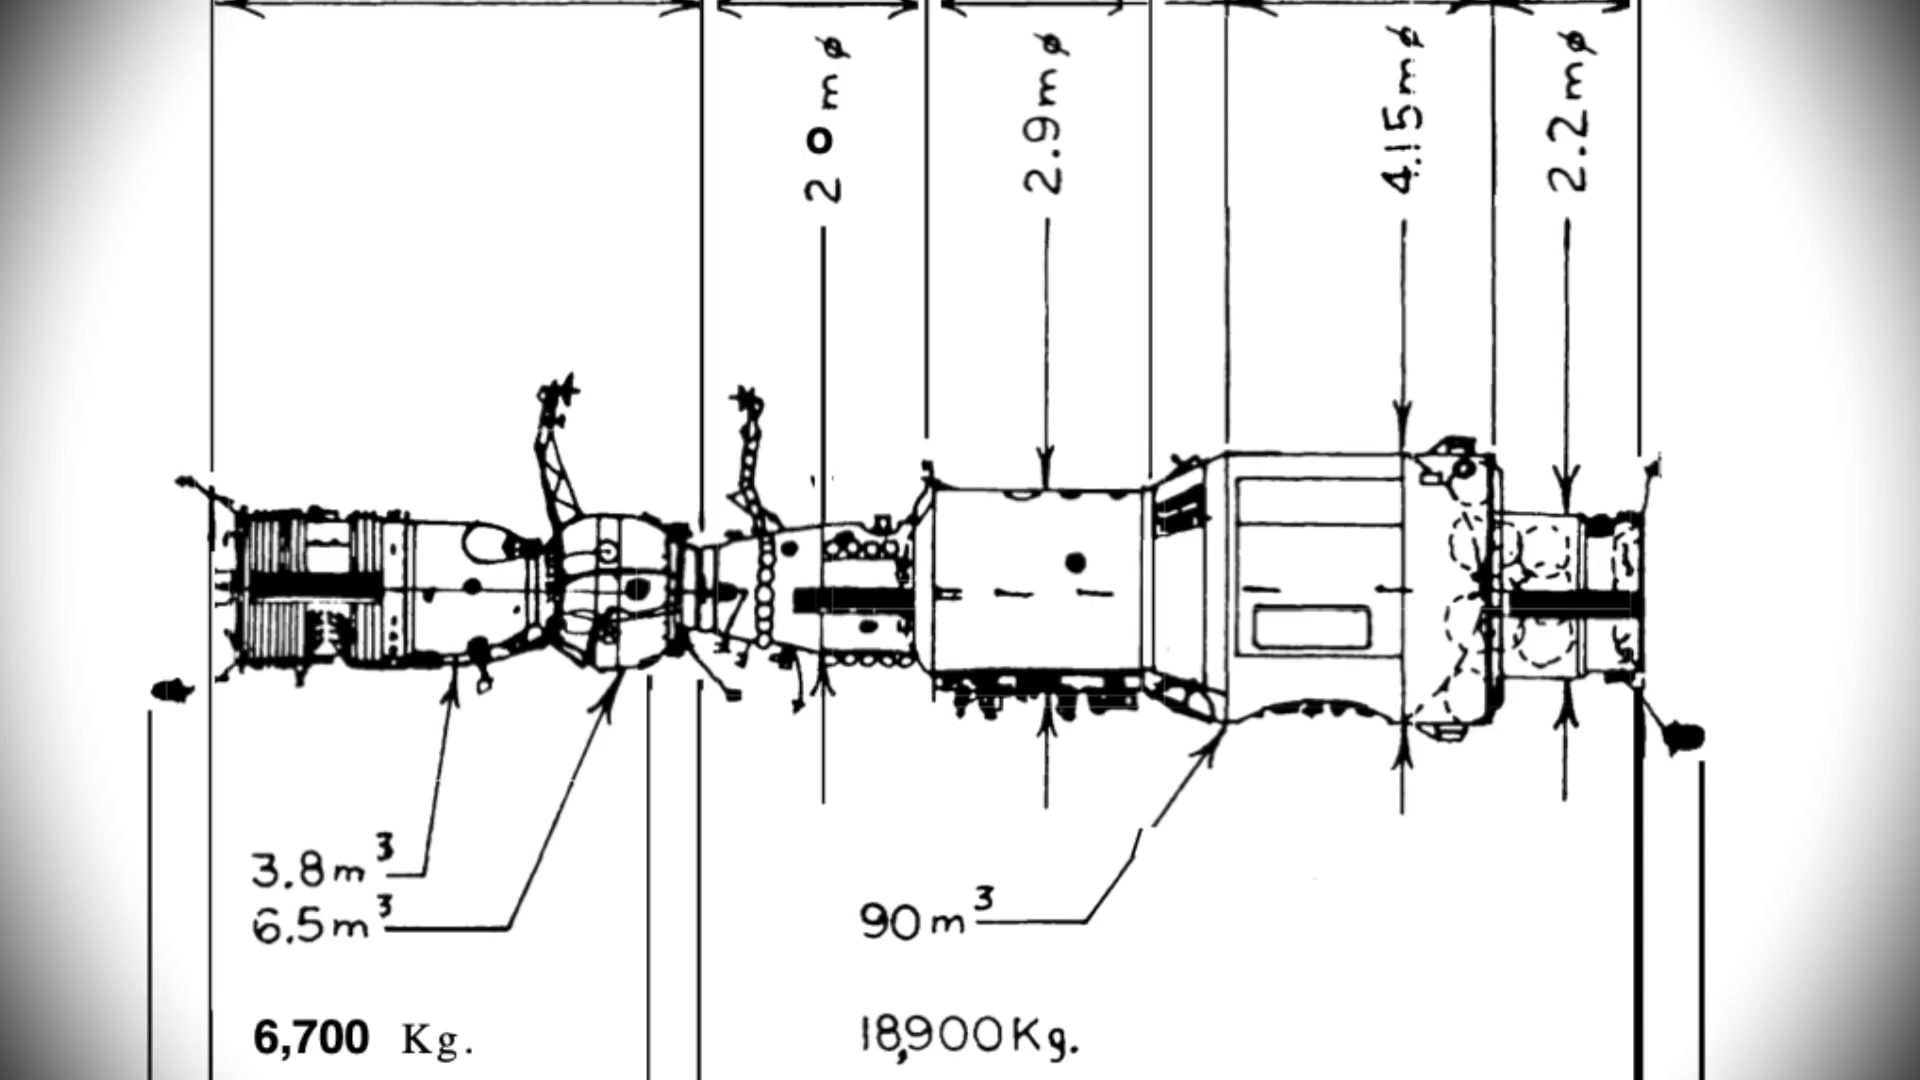 2.0mø
2.9mø
4.15mø
2.2mø
3.8m³
6.5m³
90m³
6,700 Kg.
18,900Kg.